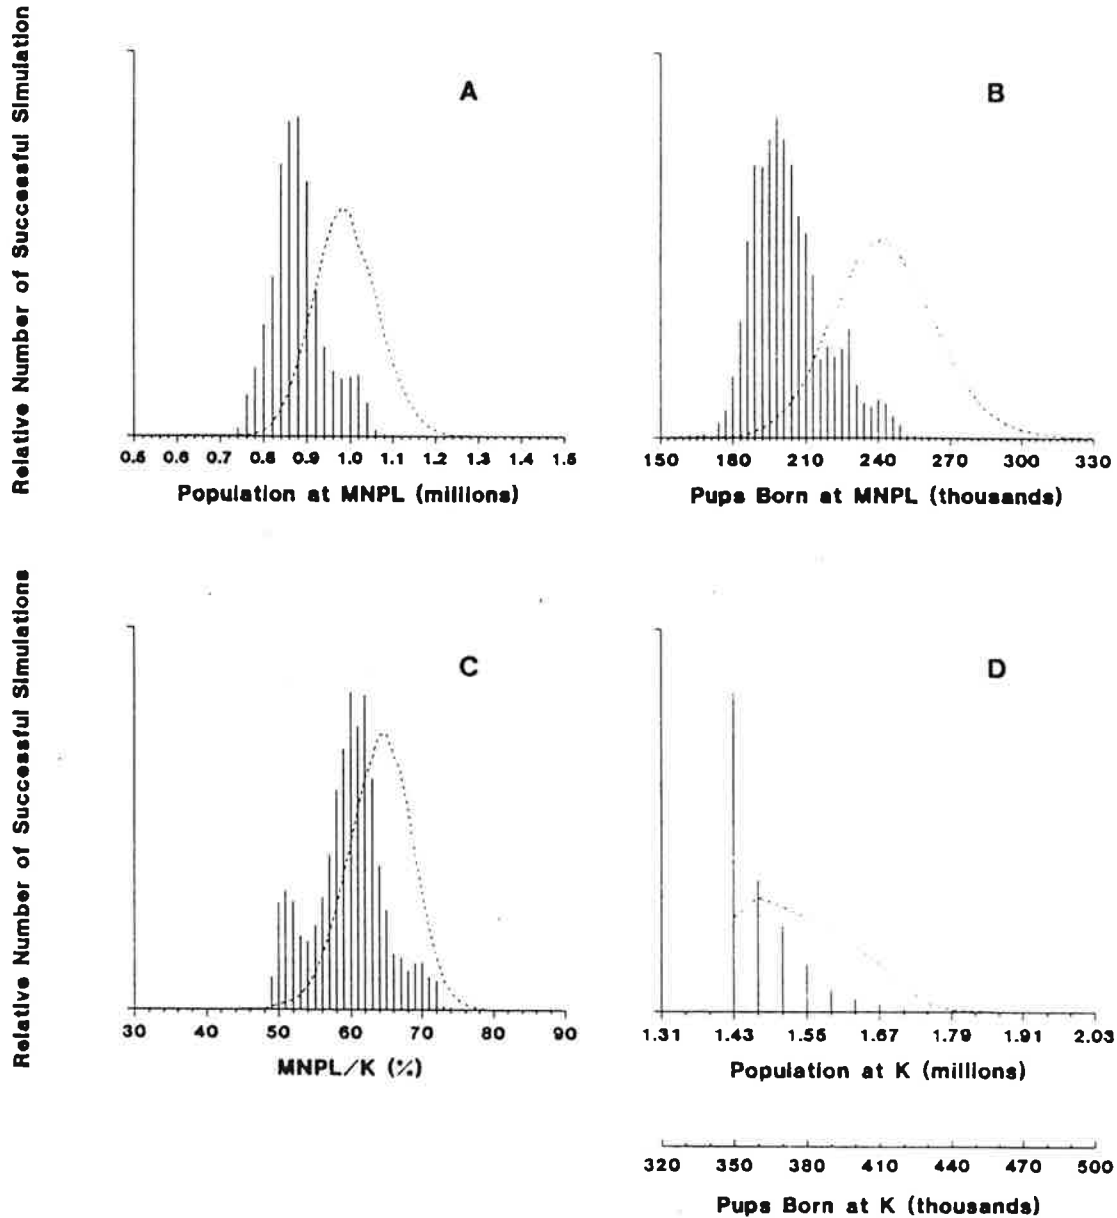 Relative Number of Successful Simulation
A
0.5 0.6 0.7 0.8 0.9 1.0 1.1 1.2 1.3 1.4 1.5
Population at MNPL (millions)
B
150 180 210 240 270 300 330
Pups Born at MNPL (thousands)
Relative Number of Successful Simulations
C
30 40 50 60 70 80 90
MNPL/K (%)
D
1.31 1.43 1.55 1.67 1.79 1.91 2.03
Population at K (millions)
320 350 380 410 440 470 500
Pups Born at K (thousands)